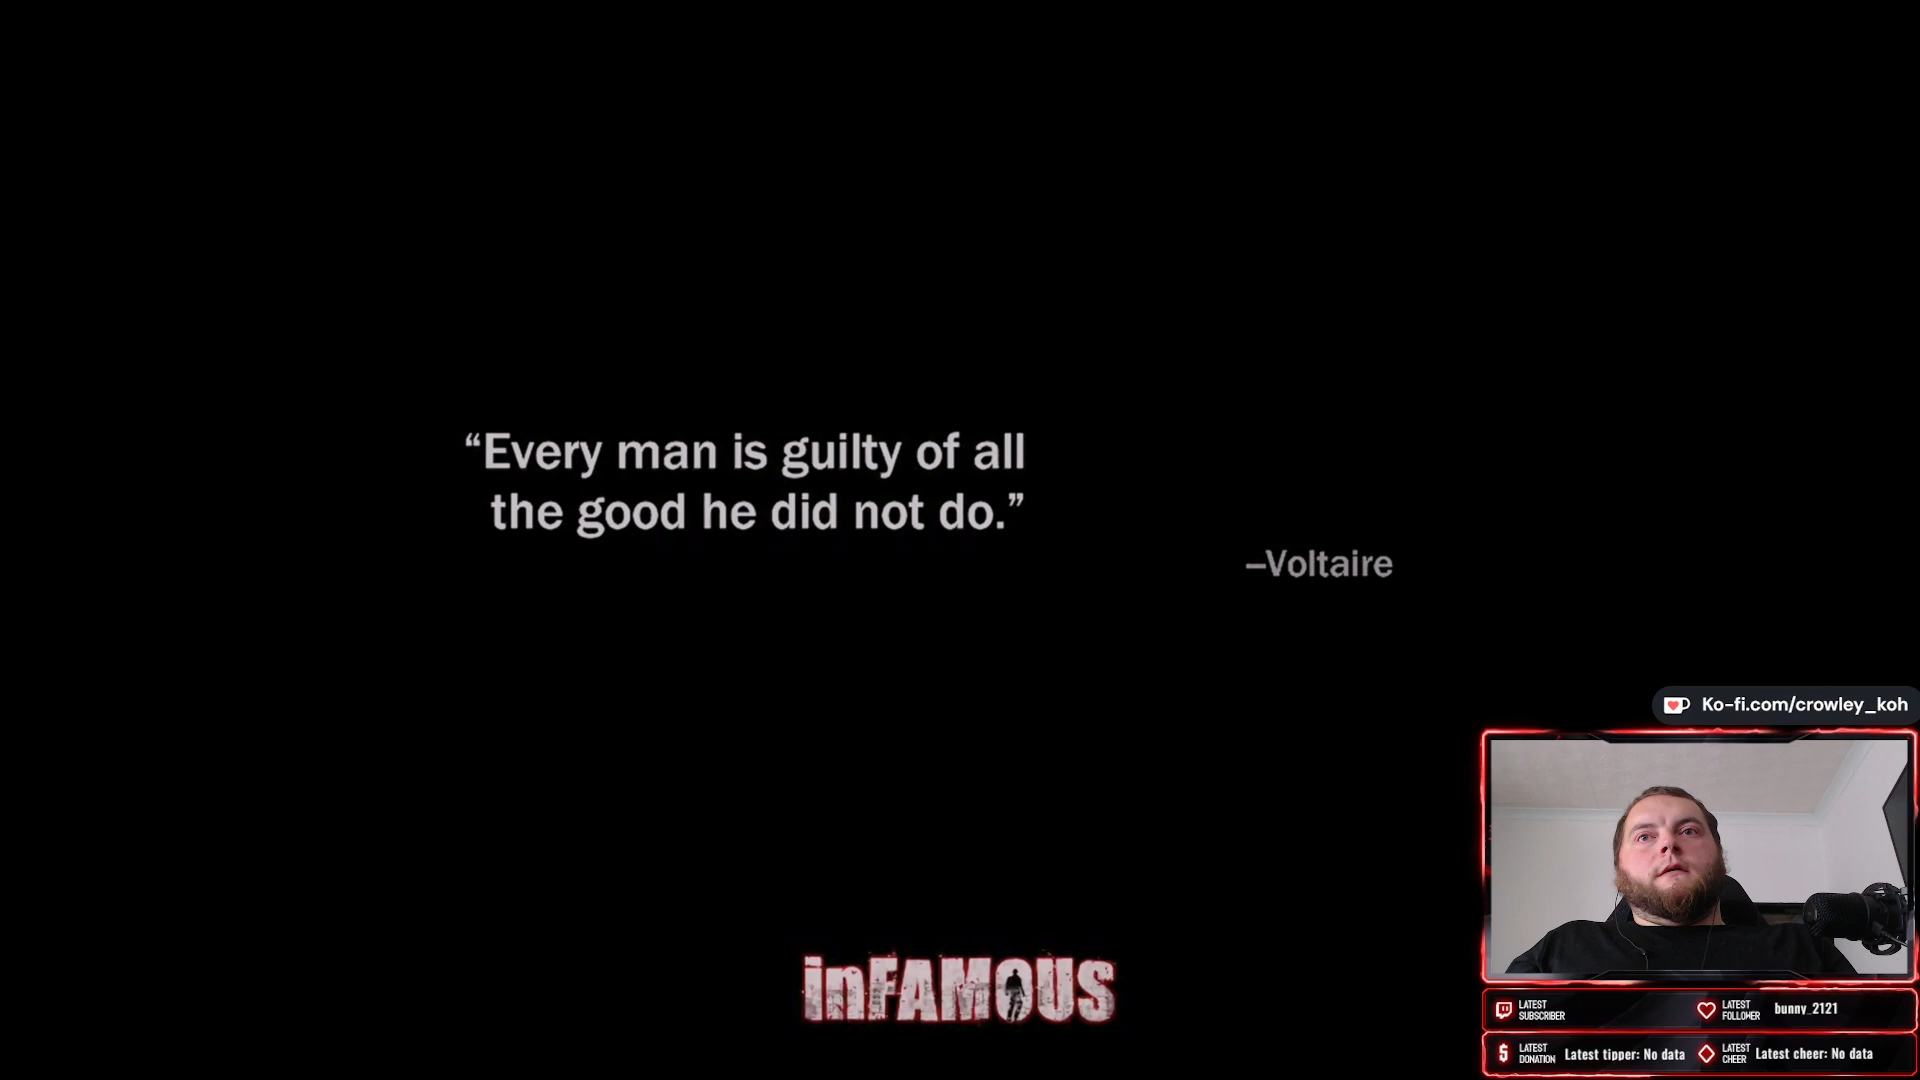 “Every man is guilty of all
the good he did not do.”
–Voltaire
inFAMOUS
Ko-fi.com/crowley_koh
LATEST
SUBSCRIBER
LATEST
FOLLOWER
bunny_2121
LATEST
DONATION
Latest tipper: No data
LATEST
CHEER
Latest cheer: No data